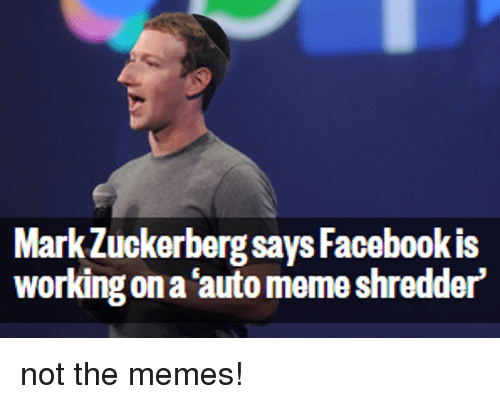 Mark Zuckerberg says Facebook is
working on a 'auto meme shredder'
not the memes!